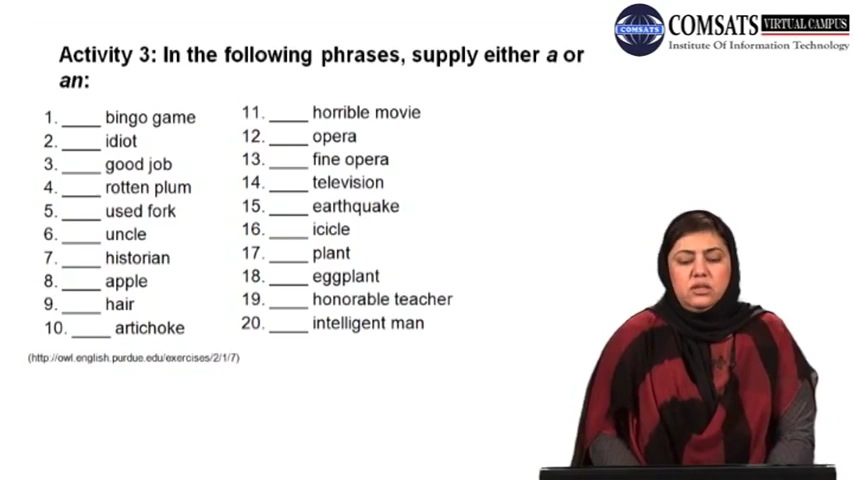 COMSATS VIRTUAL CAMPUS
COMSATS
Institute Of Information Technology
Activity 3: In the following phrases, supply either a or
an:
1. ____ bingo game
2. ____ idiot
3. ____ good job
4. ____ rotten plum
5. ____ used fork
6. ____ uncle
7. ____ historian
8. ____ apple
9. ____ hair
10. ____ artichoke
11. ____ horrible movie
12. ____ opera
13. ____ fine opera
14. ____ television
15. ____ earthquake
16. ____ icicle
17. ____ plant
18. ____ eggplant
19. ____ honorable teacher
20. ____ intelligent man
(http://owl.english.purdue.edu/exercises/2/1/7)